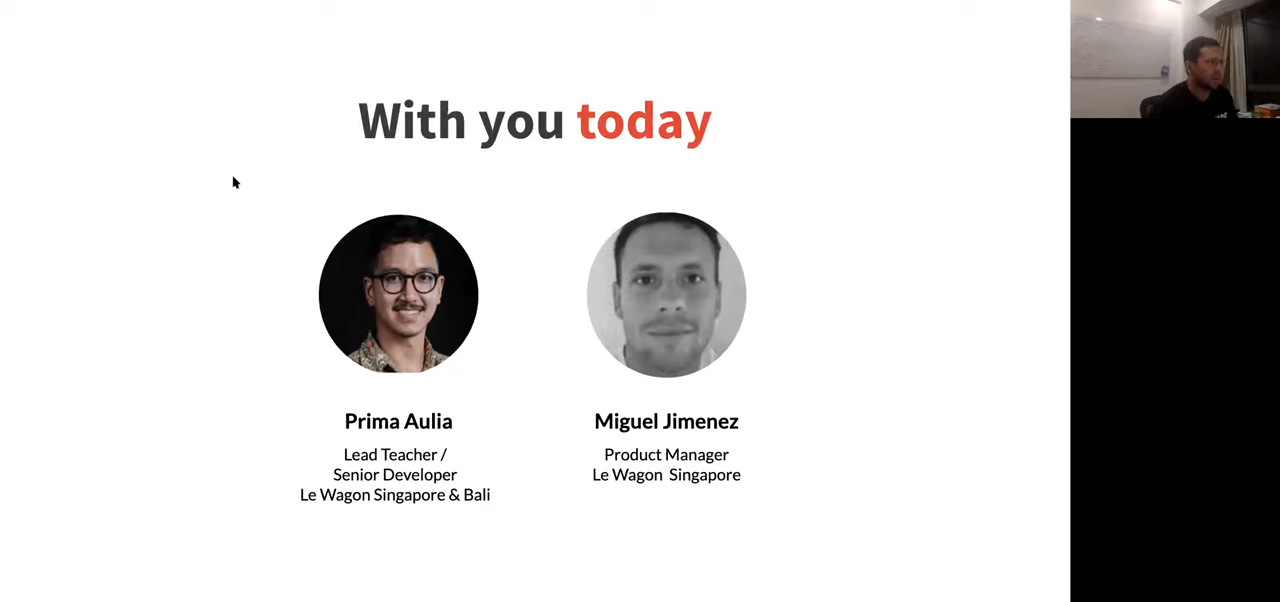 With you today
Prima Aulia
Lead Teacher /
Senior Developer
Le Wagon Singapore & Bali
Miguel Jimenez
Product Manager
Le Wagon Singapore